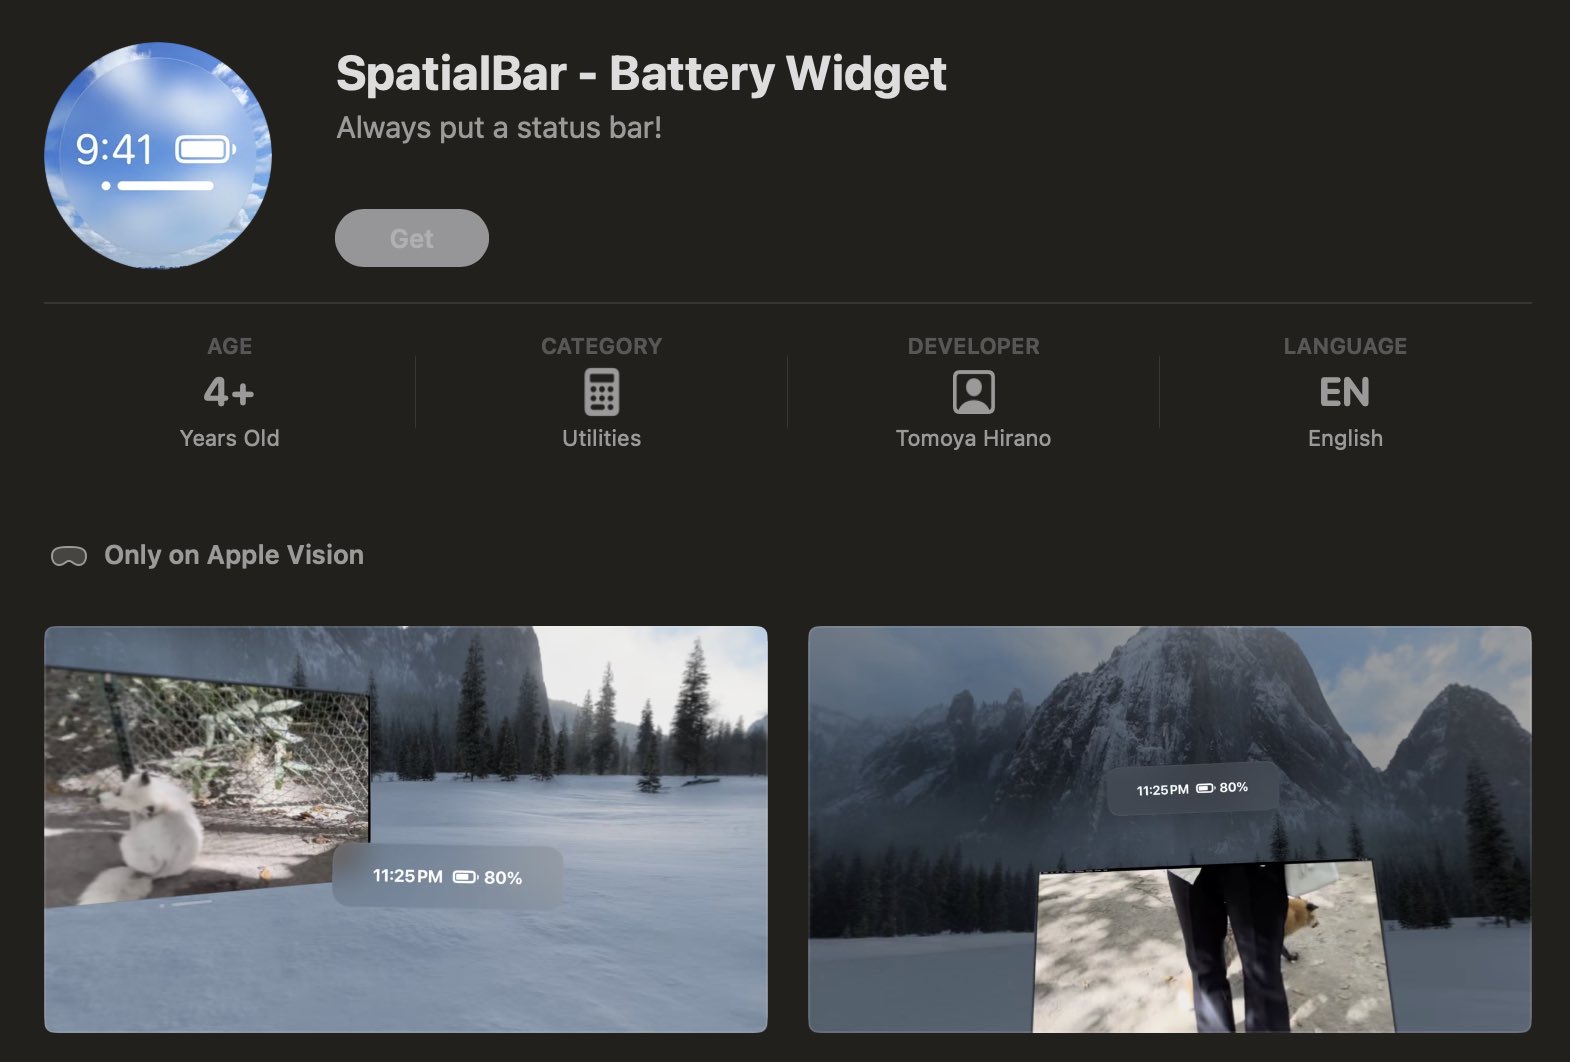 9:41
SpatialBar - Battery Widget
Always put a status bar!
Get
AGE
4+
Years Old
CATEGORY
Utilities
DEVELOPER
Tomoya Hirano
LANGUAGE
EN
English
Only on Apple Vision
11:25PM 80%
11:25PM 80%